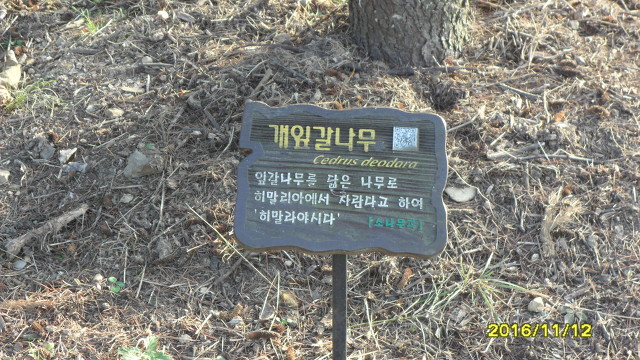 개잎갈나무
Cedrus deodara
잎갈나무를 닮은 나무로
히말리아에서 자란다고 하여
'히말라야시다' [소나무과]
2016/11/12